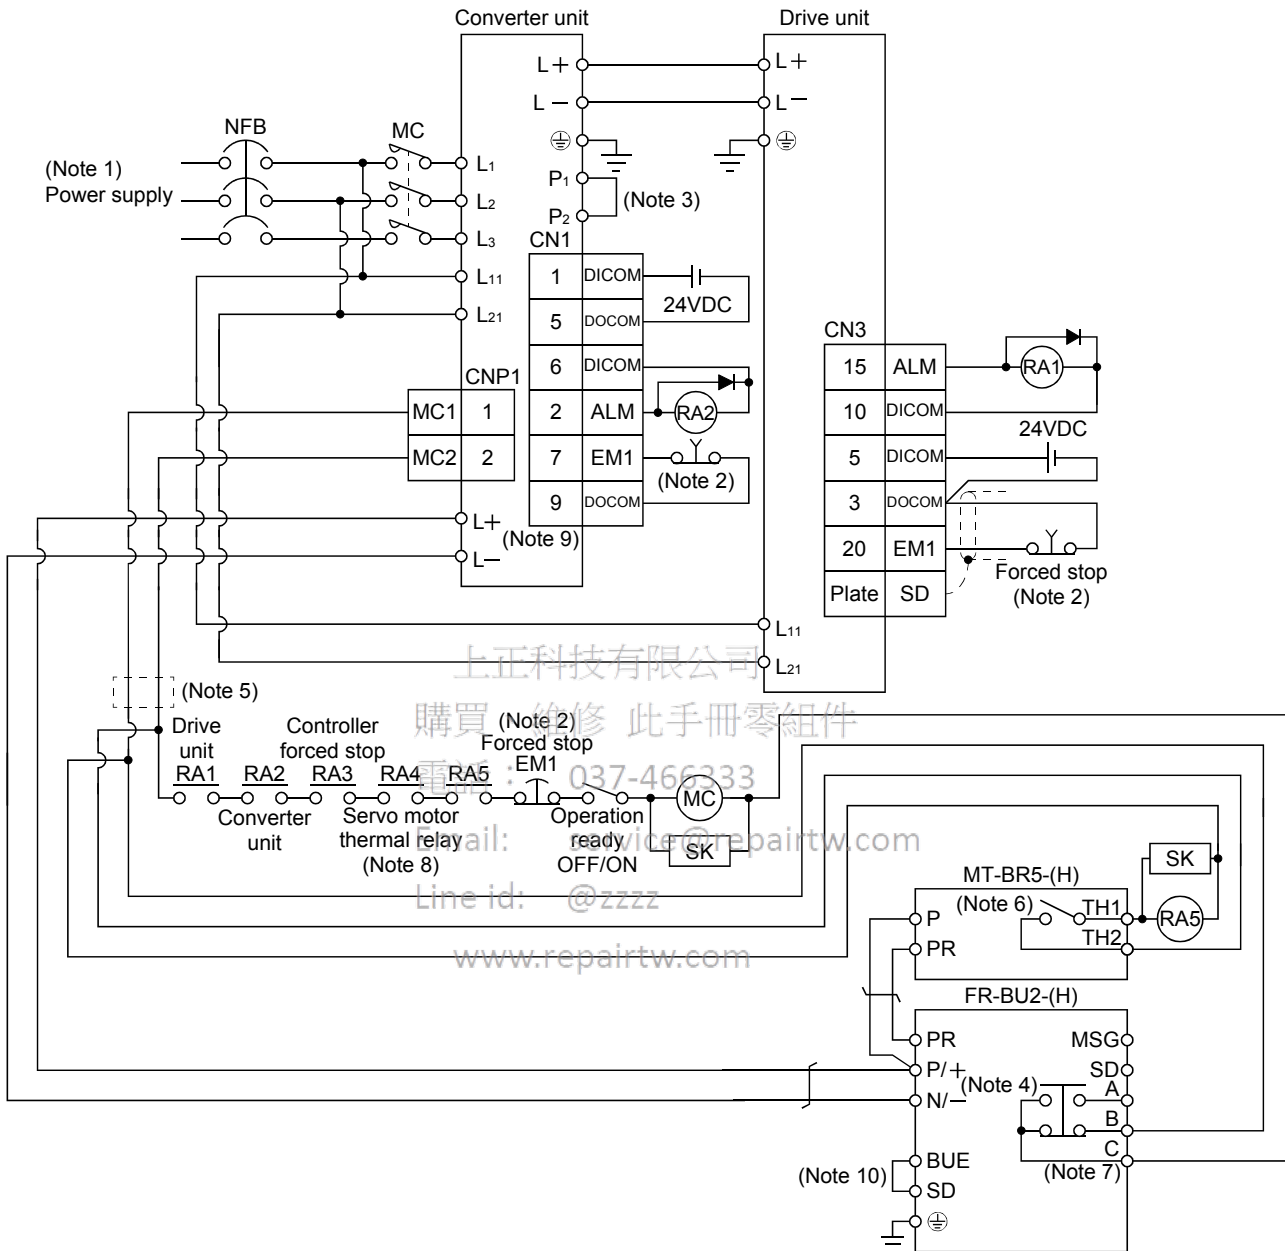 Converter unit
Drive unit
L+
L+
L−
L−
NFB
MC
(Note 1)
Power supply
L1
L2
L3
P1
P2
(Note 3)
CN1
L11
L21
1 DICOM
24VDC
5 DOCOM
6 DICOM
2 ALM
RA2
7 EM1
(Note 2)
9 DOCOM
CNP1
MC1 1
MC2 2
L+
(Note 9)
L−
CN3
15 ALM
RA1
10 DICOM
24VDC
5 DICOM
3 DOCOM
20 EM1
Forced stop
(Note 2)
Plate SD
L11
L21
上正科技有限公司
購買 維修 此手冊零組件
電話: 037-466333
Email: service@repairtw.com
Line id: @zzzz
www.repairtw.com
(Note 5)
Drive
unit
RA1
RA2
Converter
unit
Controller
forced stop
RA3
RA4
Servo motor
thermal relay
(Note 8)
RA5
(Note 2)
Forced stop
EM1
Operation
ready
OFF/ON
MC
SK
MT-BR5-(H)
SK
P
(Note 6)
TH1
RA5
PR
TH2
FR-BU2-(H)
PR
MSG
P/+
SD
N/−
(Note 4)
A
B
C
(Note 7)
BUE
(Note 10)
SD